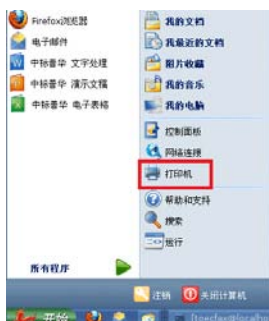 Firefox浏览器
电子邮件
中标普华 文字处理
中标普华 演示文稿
中标普华 电子表格
所有程序
我的文档
我最近的文档
图片收藏
我的音乐
我的电脑
控制面板
网络连接
打印机
帮助和支持
搜索
运行
注销
关闭计算机
开始